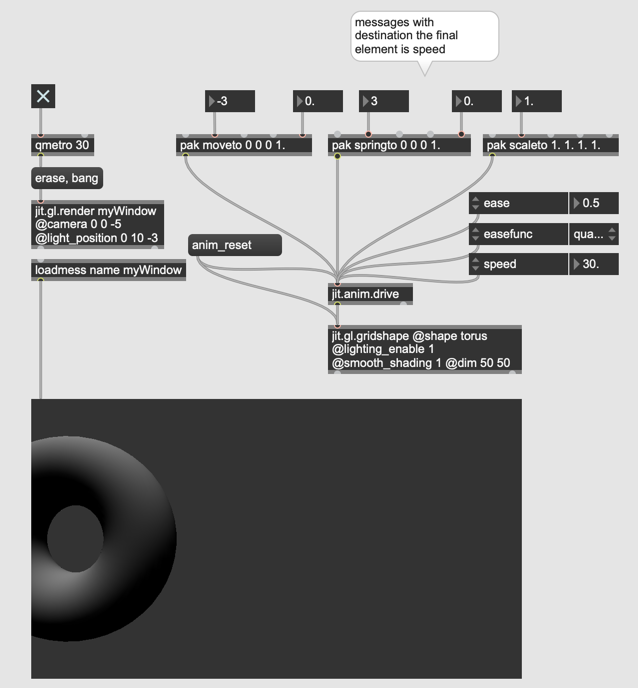 messages with
destination the final
element is speed
-3
0.
3
0.
1.
qmetro 30
pak moveto 0 0 0 1.
pak springto 0 0 0 1.
pak scaleto 1. 1. 1. 1.
erase, bang
jit.gl.render myWindow
@camera 0 0 -5
@light_position 0 10 -3
ease
0.5
easefunc
qua...
anim_reset
speed
30.
loadmess name myWindow
jit.anim.drive
jit.gl.gridshape @shape torus
@lighting_enable 1
@smooth_shading 1 @dim 50 50